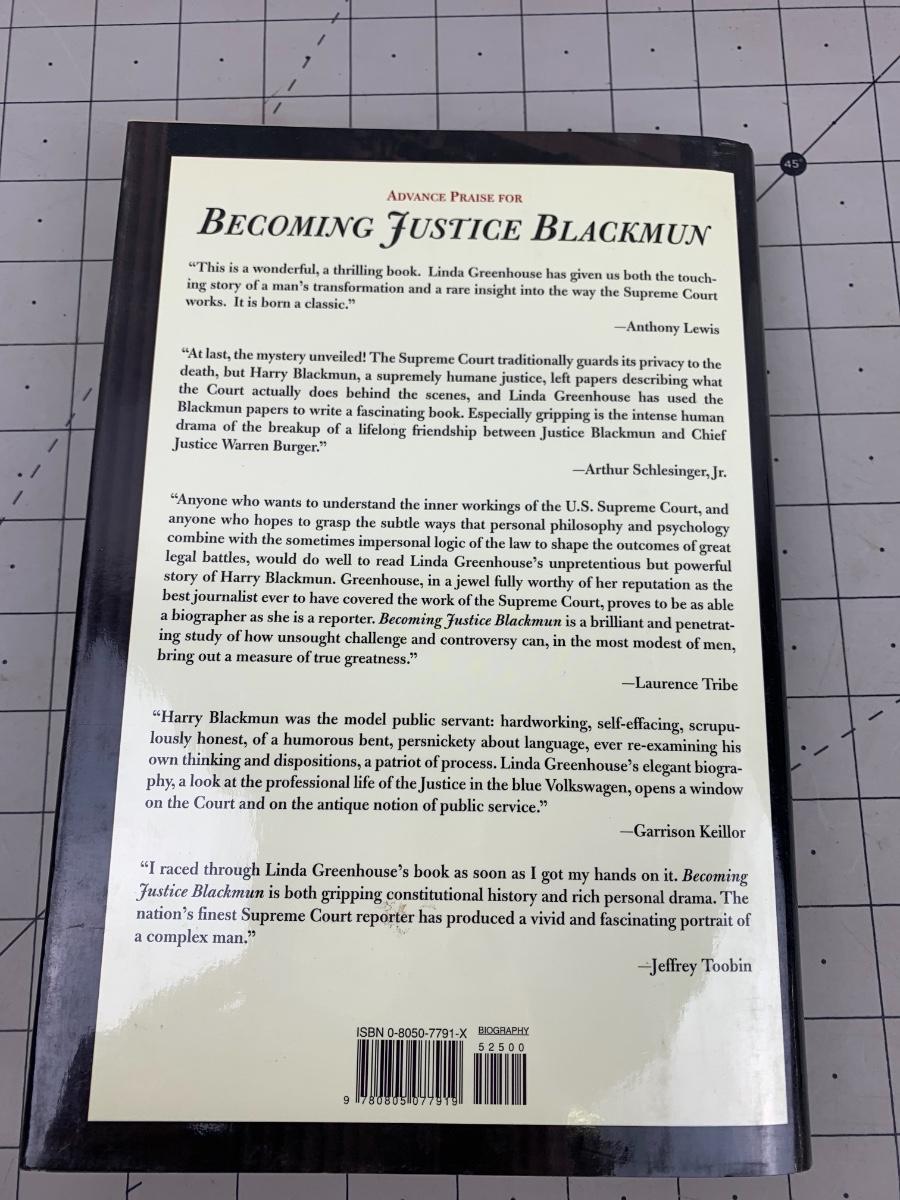 45°
ADVANCE PRAISE FOR
BECOMING JUSTICE BLACKMUN
“This is a wonderful, a thrilling book. Linda Greenhouse has given us both the touch-
ing story of a man’s transformation and a rare insight into the way the Supreme Court
works. It is born a classic.”
—Anthony Lewis
“At last, the mystery unveiled! The Supreme Court traditionally guards its privacy to the
death, but Harry Blackmun, a supremely humane justice, left papers describing what
the Court actually does behind the scenes, and Linda Greenhouse has used the
Blackmun papers to write a fascinating book. Especially gripping is the intense human
drama of the breakup of a lifelong friendship between Justice Blackmun and Chief
Justice Warren Burger.”
—Arthur Schlesinger, Jr.
“Anyone who wants to understand the inner workings of the U.S. Supreme Court, and
anyone who hopes to grasp the subtle ways that personal philosophy and psychology
combine with the sometimes impersonal logic of the law to shape the outcomes of great
legal battles, would do well to read Linda Greenhouse’s unpretentious but powerful
story of Harry Blackmun. Greenhouse, in a jewel fully worthy of her reputation as the
best journalist ever to have covered the work of the Supreme Court, proves to be as able
a biographer as she is a reporter. Becoming Justice Blackmun is a brilliant and penetrat-
ing study of how unsought challenge and controversy can, in the most modest of men,
bring out a measure of true greatness.”
—Laurence Tribe
“Harry Blackmun was the model public servant: hardworking, self-effacing, scrupu-
lously honest, of a humorous bent, persnickety about language, ever re-examining his
own thinking and dispositions, a patriot of process. Linda Greenhouse’s elegant biogra-
phy, a look at the professional life of the Justice in the blue Volkswagen, opens a window
on the Court and on the antique notion of public service.”
—Garrison Keillor
“I raced through Linda Greenhouse’s book as soon as I got my hands on it. Becoming
Justice Blackmun is both gripping constitutional history and rich personal drama. The
nation’s finest Supreme Court reporter has produced a vivid and fascinating portrait of
a complex man.”
—Jeffrey Toobin
ISBN 0-8050-7791-X BIOGRAPHY
52500
9 780805 077919